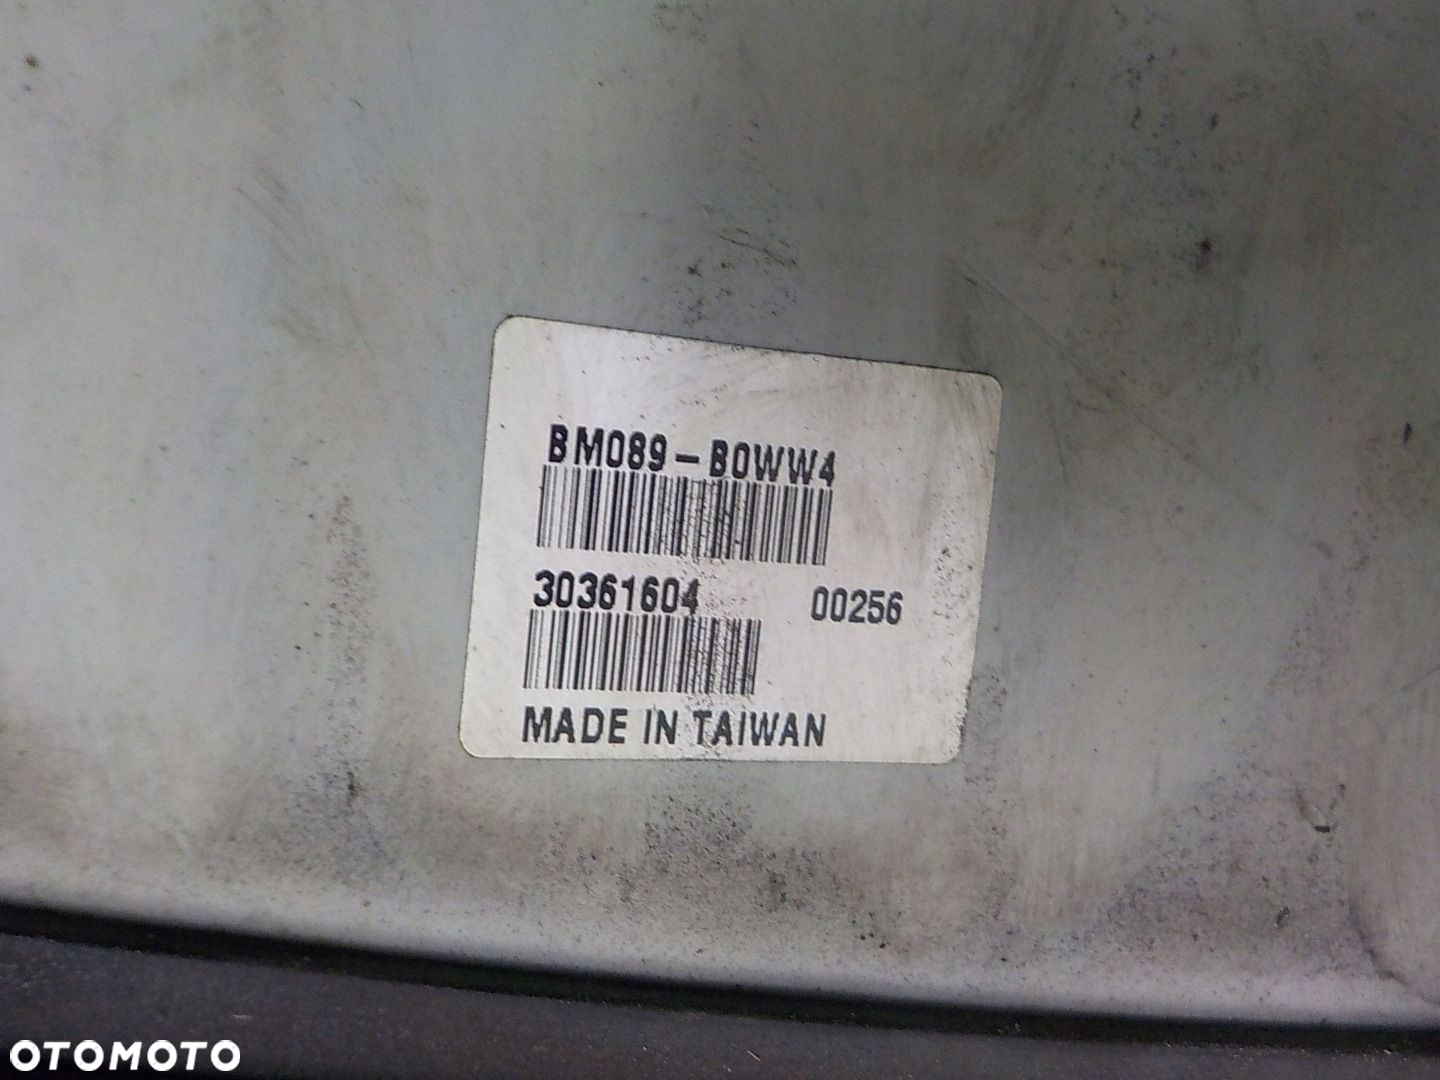 BM089-B0WW4
30361604 00256
MADE IN TAIWAN
OTOMOTO